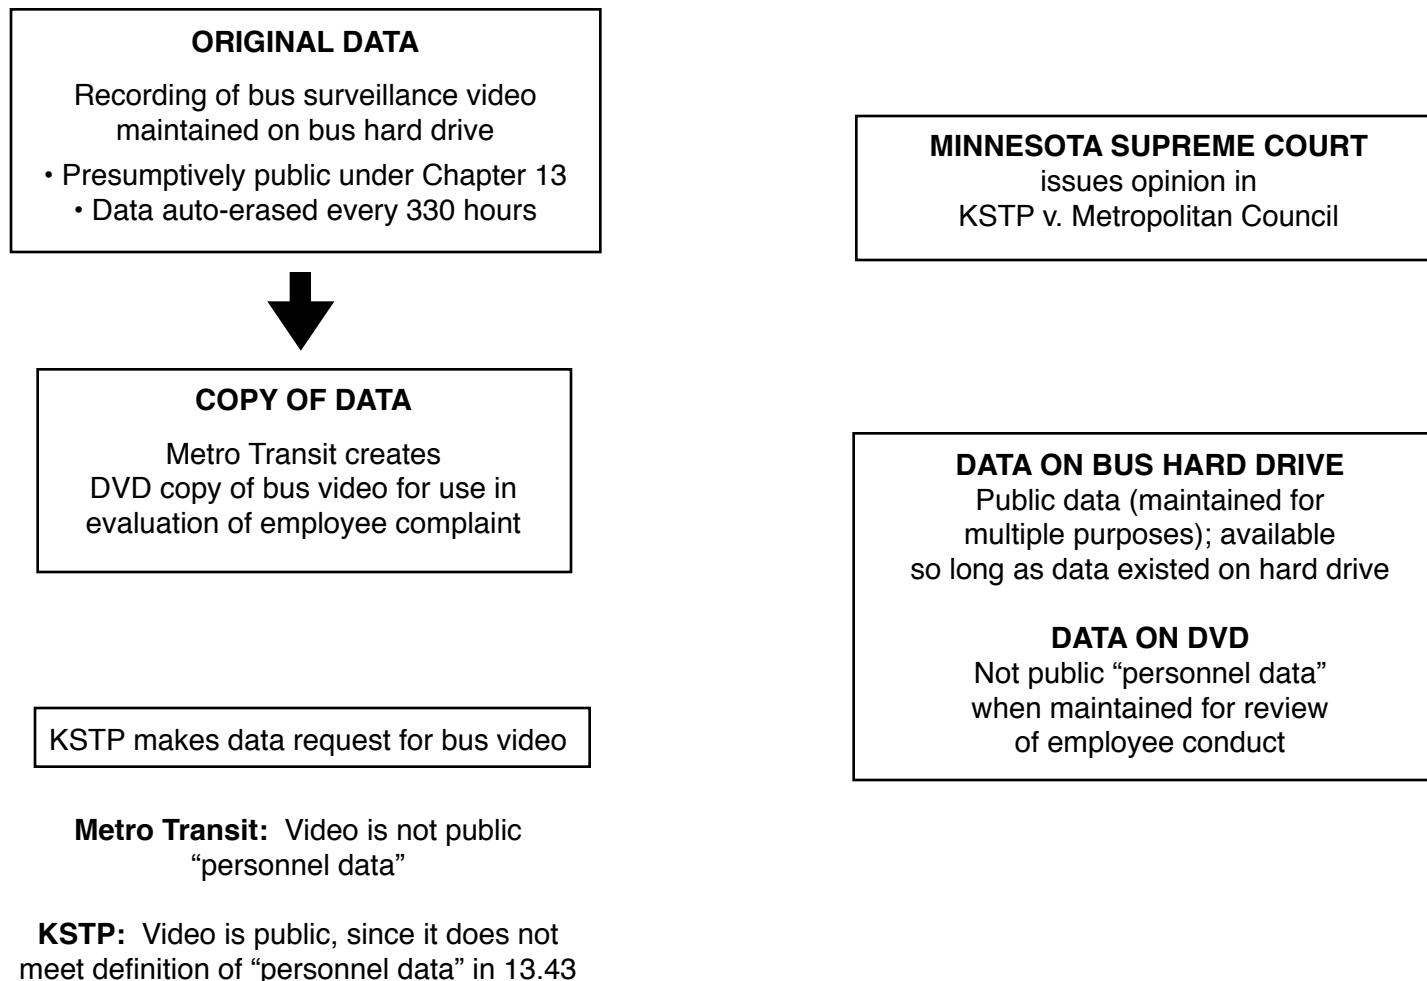 ORIGINAL DATA
Recording of bus surveillance video
maintained on bus hard drive
• Presumptively public under Chapter 13
• Data auto-erased every 330 hours
COPY OF DATA
Metro Transit creates
DVD copy of bus video for use in
evaluation of employee complaint
KSTP makes data request for bus video
Metro Transit:  Video is not public
“personnel data”
KSTP:  Video is public, since it does not
meet definition of “personnel data” in 13.43
MINNESOTA SUPREME COURT
issues opinion in
KSTP v. Metropolitan Council
DATA ON BUS HARD DRIVE
Public data (maintained for
multiple purposes); available
so long as data existed on hard drive
DATA ON DVD
Not public “personnel data”
when maintained for review
of employee conduct